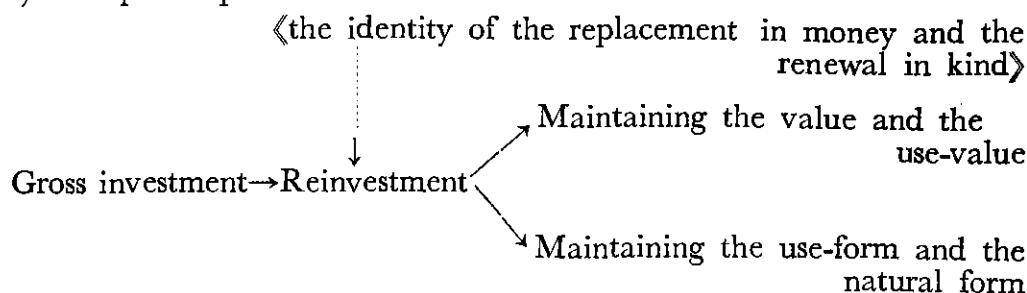 《the identity of the replacement in money and the
renewal in kind》
Maintaining the value and the
use-value
Gross investment→Reinvestment
Maintaining the use-form and the
natural form